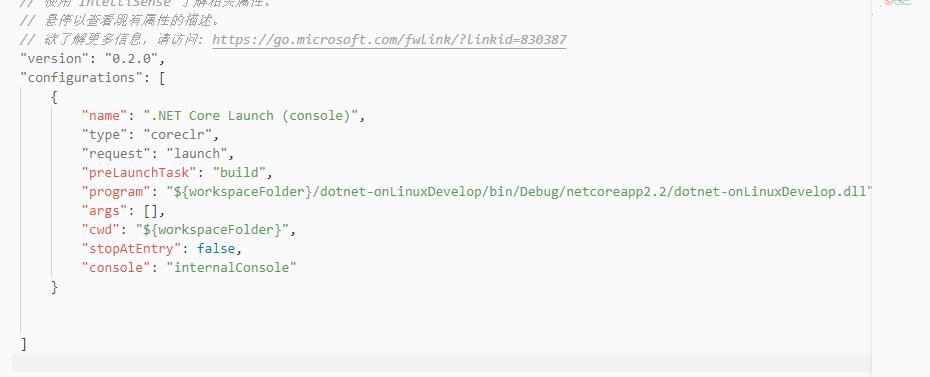 // 使用 IntelliSense 了解相关属性。
// 悬停以查看现有属性的描述。
// 欲了解更多信息，请访问: https://go.microsoft.com/fwlink/?linkid=830387
"version": "0.2.0",
"configurations": [
{
"name": ".NET Core Launch (console)",
"type": "coreclr",
"request": "launch",
"preLaunchTask": "build",
"program": "${workspaceFolder}/dotnet-onLinuxDevelop/bin/Debug/netcoreapp2.2/dotnet-onLinuxDevelop.dll"
"args": [],
"cwd": "${workspaceFolder}",
"stopAtEntry": false,
"console": "internalConsole"
}
]